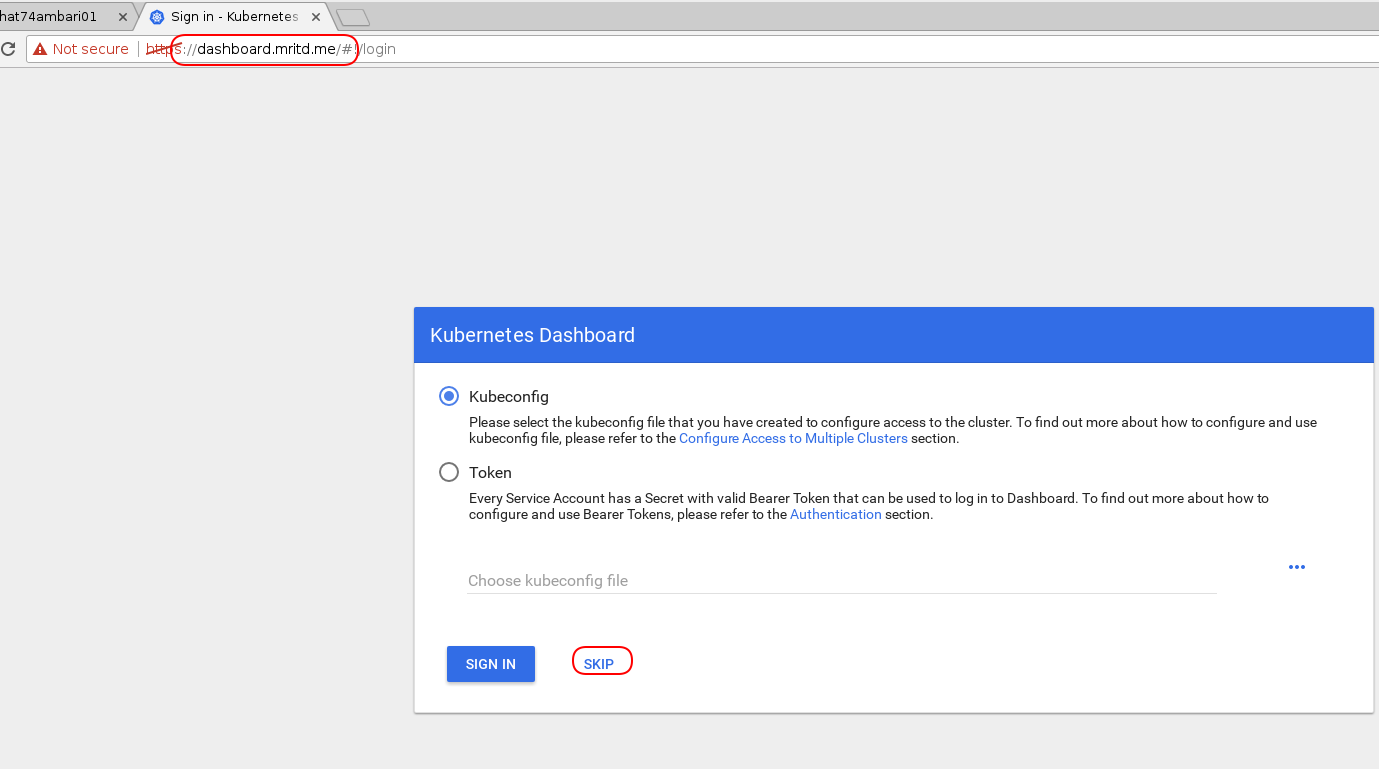 hat74ambari01
Sign in - Kubernetes
Not secure
https://dashboard.mritd.me/#!/login
Kubernetes Dashboard
Kubeconfig
Please select the kubeconfig file that you have created to configure access to the cluster. To find out more about how to configure and use
kubeconfig file, please refer to the Configure Access to Multiple Clusters section.
Token
Every Service Account has a Secret with valid Bearer Token that can be used to log in to Dashboard. To find out more about how to
configure and use Bearer Tokens, please refer to the Authentication section.
Choose kubeconfig file
SIGN IN
SKIP